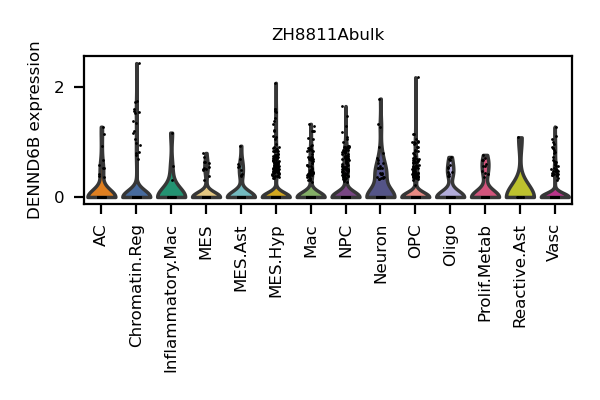 ZH8811Abulk
DENND6B expression
2
0
AC
Chromatin.Reg
Inflammatory.Mac
MES
MES.Ast
MES.Hyp
Mac
NPC
Neuron
OPC
Oligo
Prolif.Metab
Reactive.Ast
Vasc